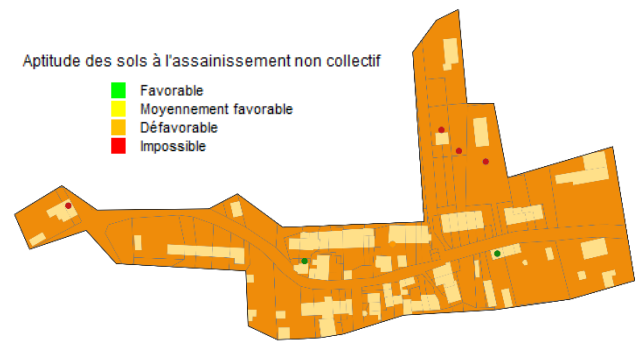 Aptitude des sols à l'assainissement non collectif
Favorable
Moyennement favorable
Défavorable
Impossible